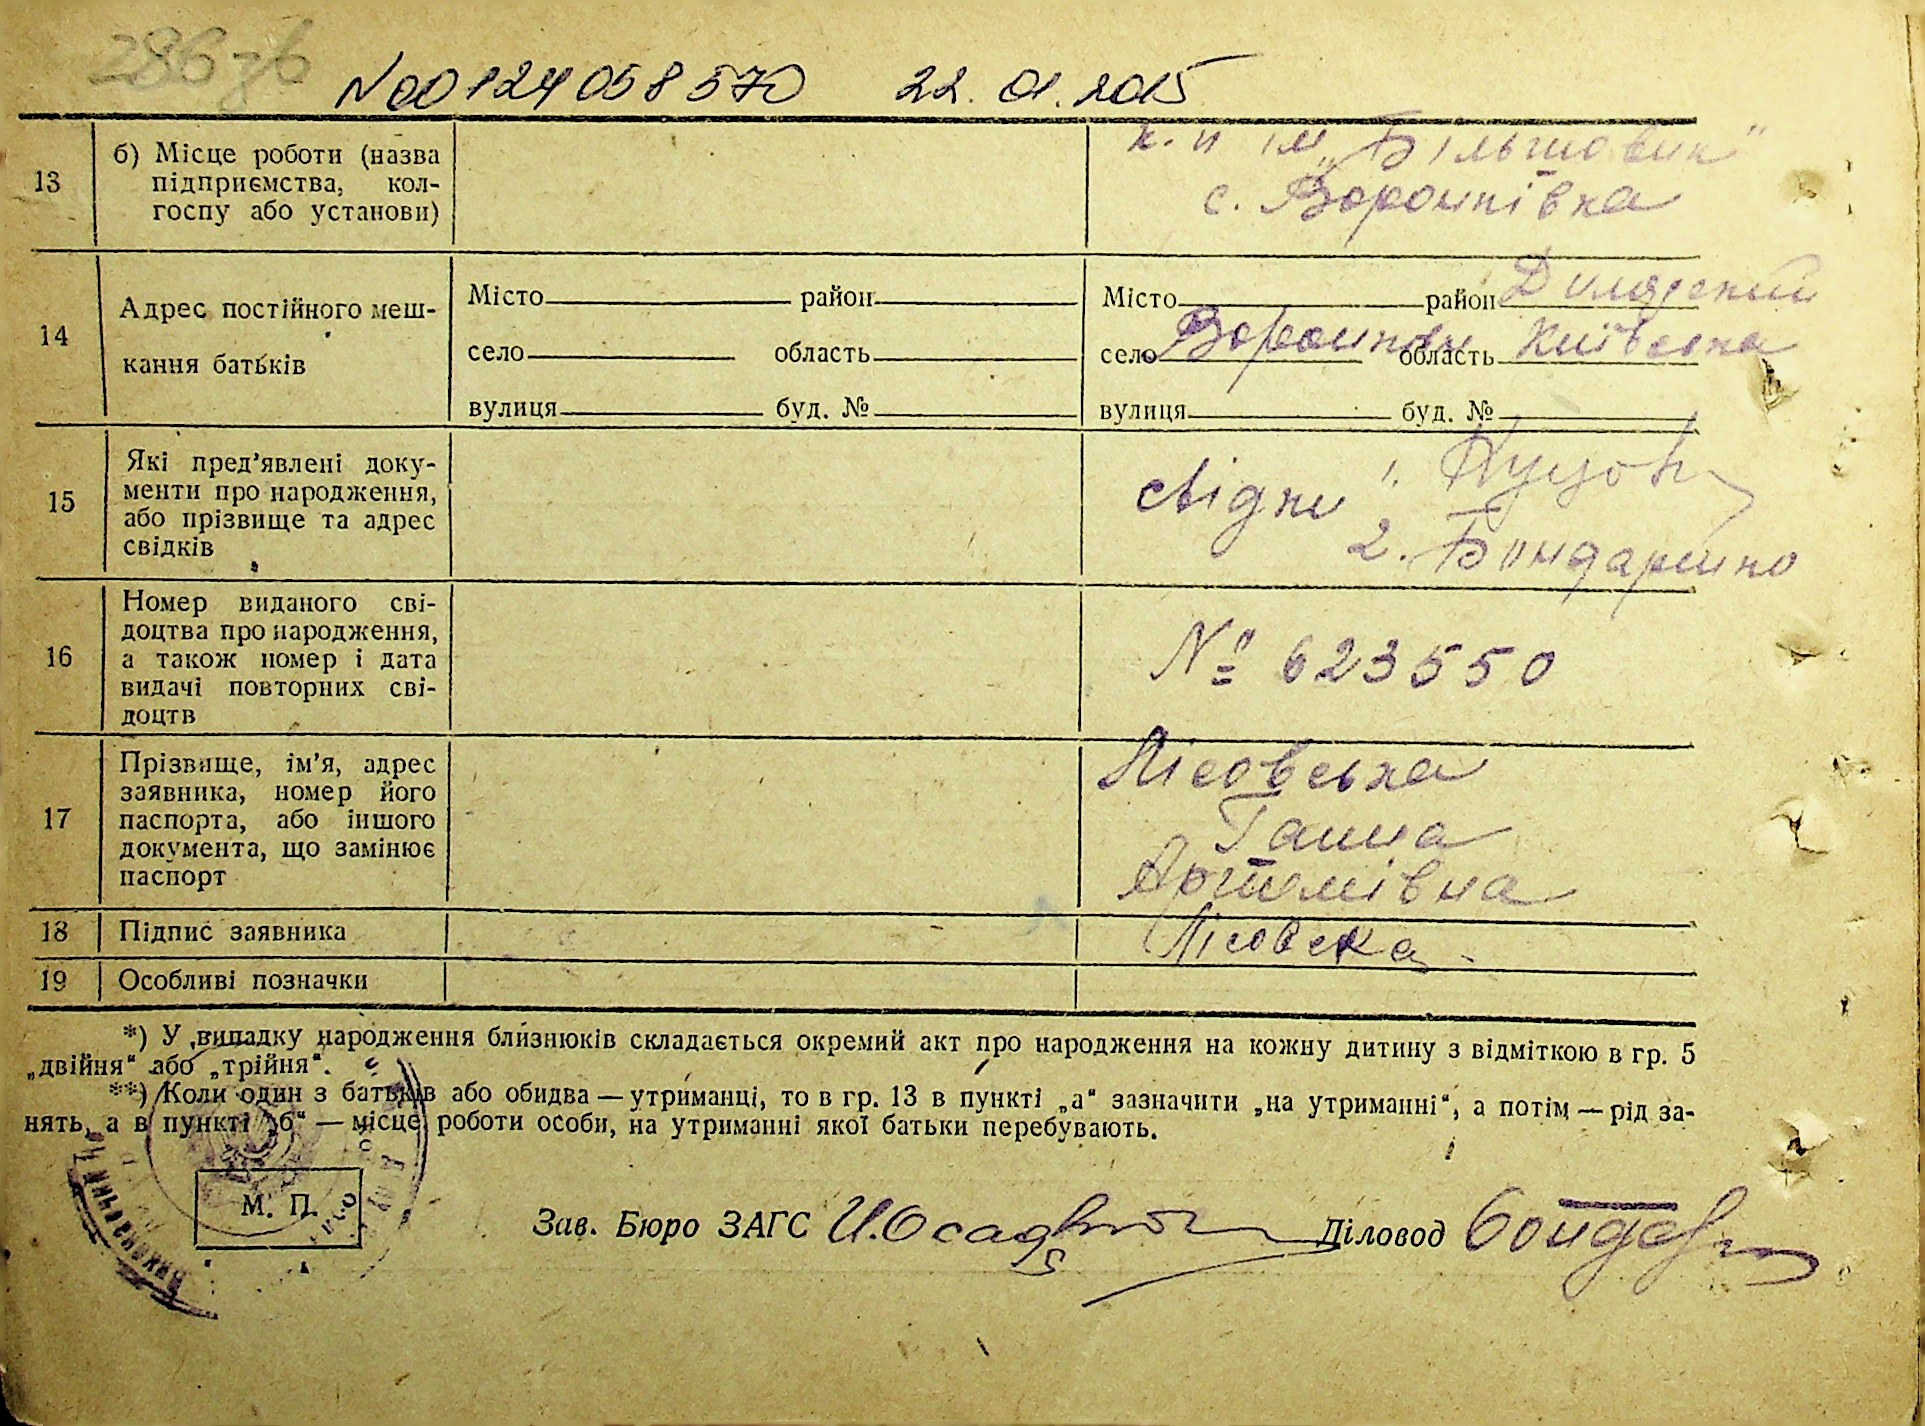 286 зв
№00124058570 22.01.2015
13
б) Місце роботи (назва
підприємства, кол-
госпу або установи)
к. и ім „Більшовик"
с. Воронківка
14
Адрес постійного меш-
кання батьків
Місто район
село область
вулиця буд. №
Місто район
село область Київська
вулиця буд. №
15
Які пред'явлені доку-
менти про народження,
або прізвище та адрес
свідків
свідки 1.
2. Бондаренко
16
Номер виданого сві-
доцтва про народження,
а також номер і дата
видачі повторних сві-
доцтв
№ 623550
17
Прізвище, ім'я, адрес
заявника, номер його
паспорта, або іншого
документа, що замінює
паспорт
Лісовська
Ганна
Артемівна
18 Підпис заявника
Лісовска
19 Особливі позначки
*) У випадку народження близнюків складається окремий акт про народження на кожну дитину з відміткою в гр. 5
„двійня“ або „трійня“.
**) Коли один з батьків або обидва — утриманці, то в гр. 13 в пункті „а“ зазначити „на утриманні“, а потім — рід за-
нять, а в пункті „б“ — місце роботи особи, на утриманні якої батьки перебувають.
М. П.
Зав. Бюро ЗАГС Діловод